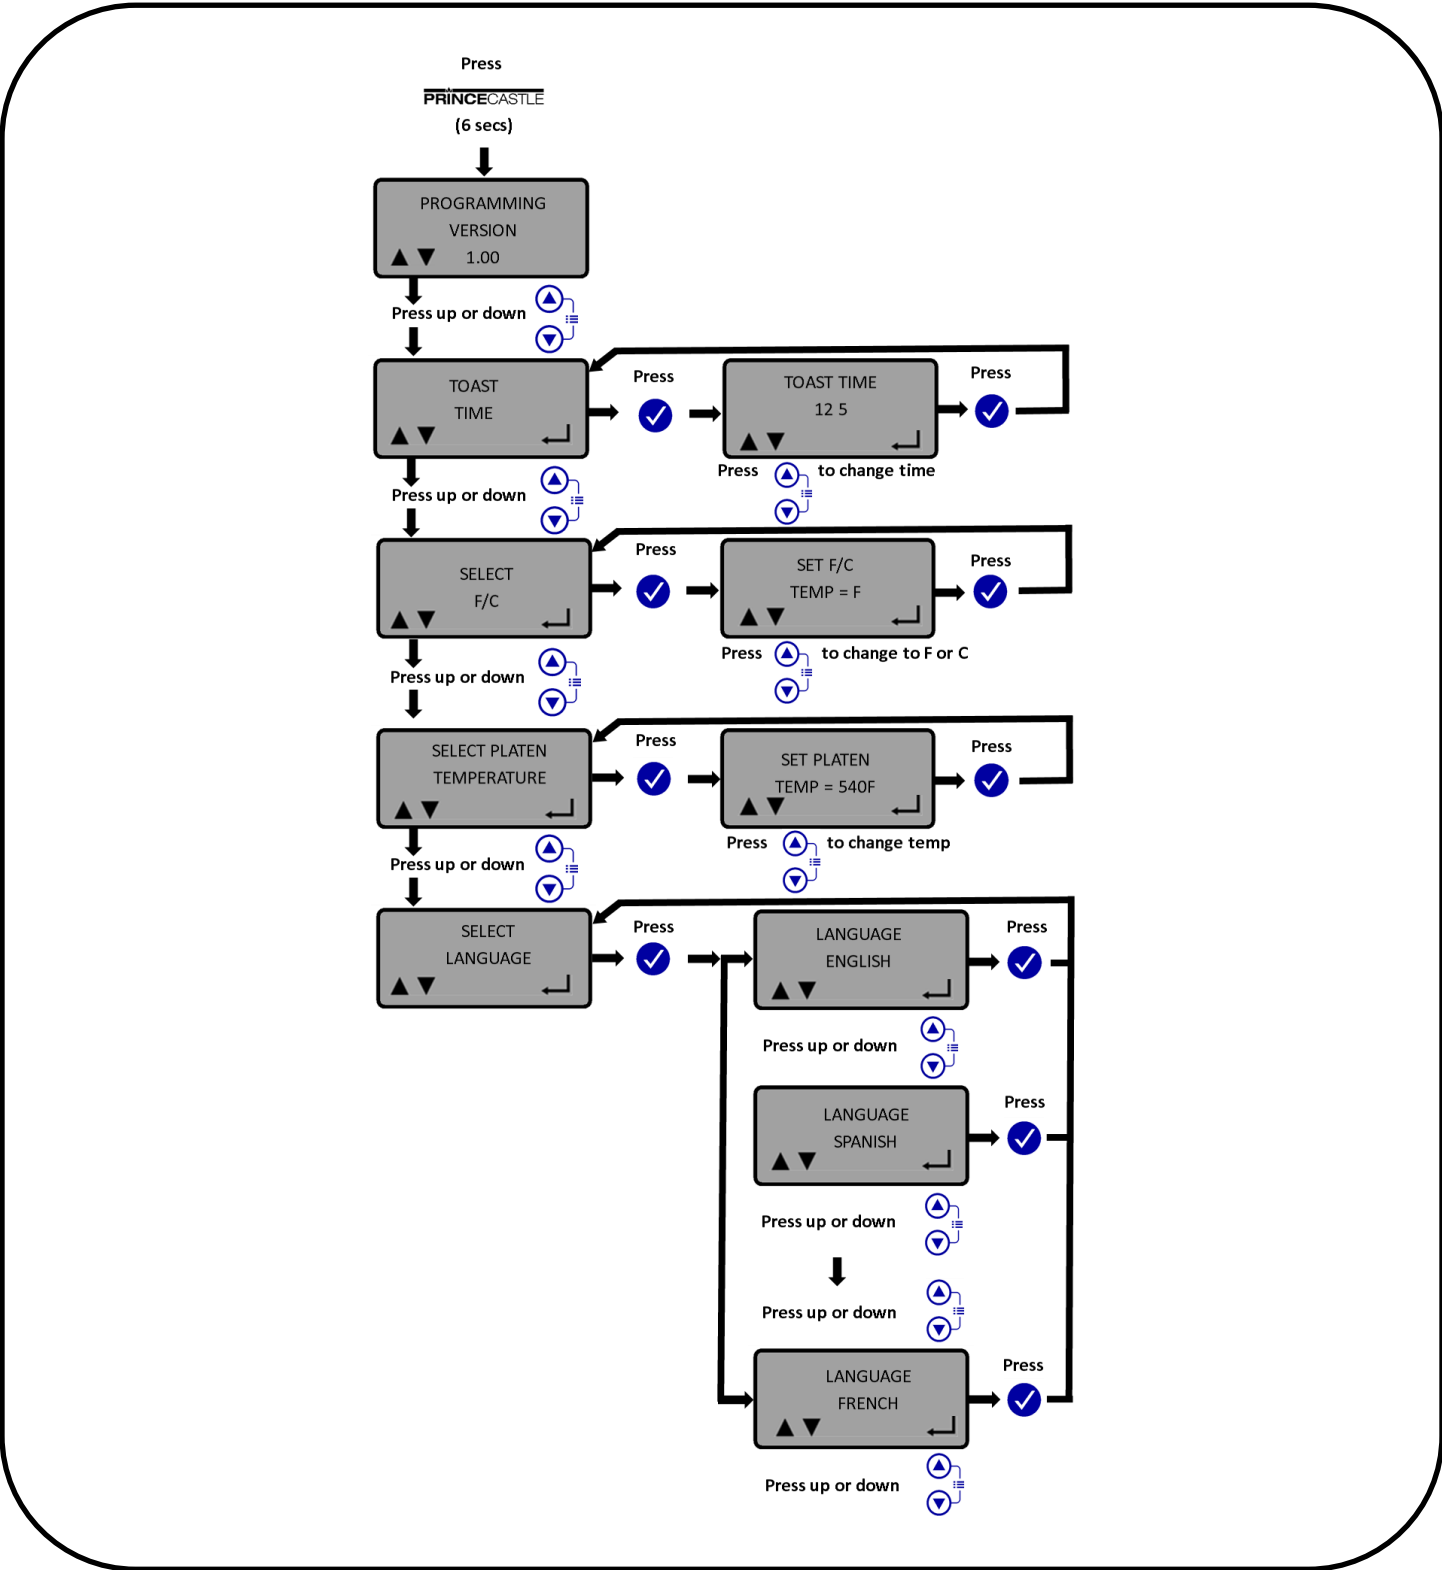 Press
PRINCECASTLE
(6 secs)
PROGRAMMING
VERSION
1.00
Press up or down
TOAST
TIME
Press
TOAST TIME
12 5
Press
Press to change time
Press up or down
SELECT
F/C
Press
SET F/C
TEMP = F
Press
Press to change to F or C
Press up or down
SELECT PLATEN
TEMPERATURE
Press
SET PLATEN
TEMP = 540F
Press
Press to change temp
Press up or down
SELECT
LANGUAGE
Press
LANGUAGE
ENGLISH
Press
Press up or down
LANGUAGE
SPANISH
Press
Press up or down
Press up or down
LANGUAGE
FRENCH
Press
Press up or down